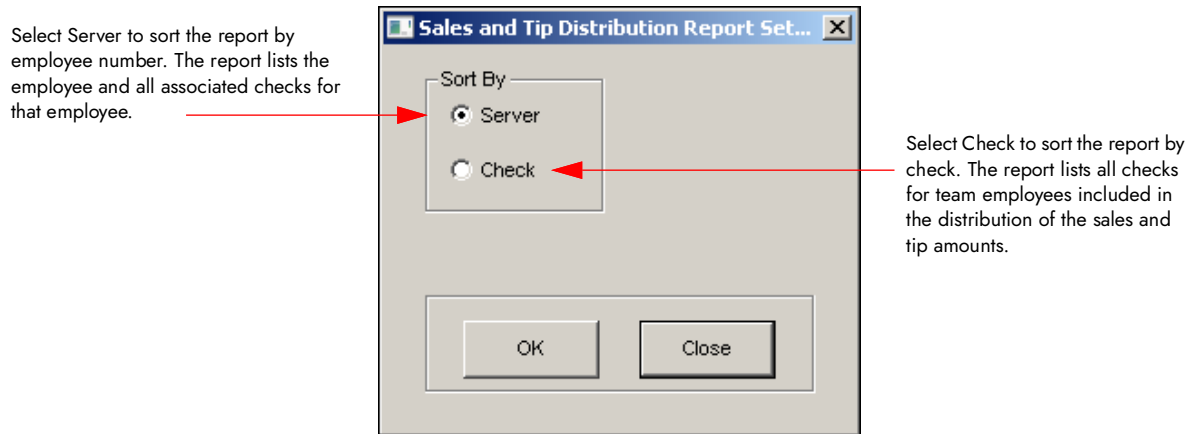 Select Server to sort the report by
employee number. The report lists the
employee and all associated checks for
that employee.
Sales and Tip Distribution Report Set...
Sort By
Server
Check
Select Check to sort the report by
check. The report lists all checks
for team employees included in
the distribution of the sales and
tip amounts.
OK
Close